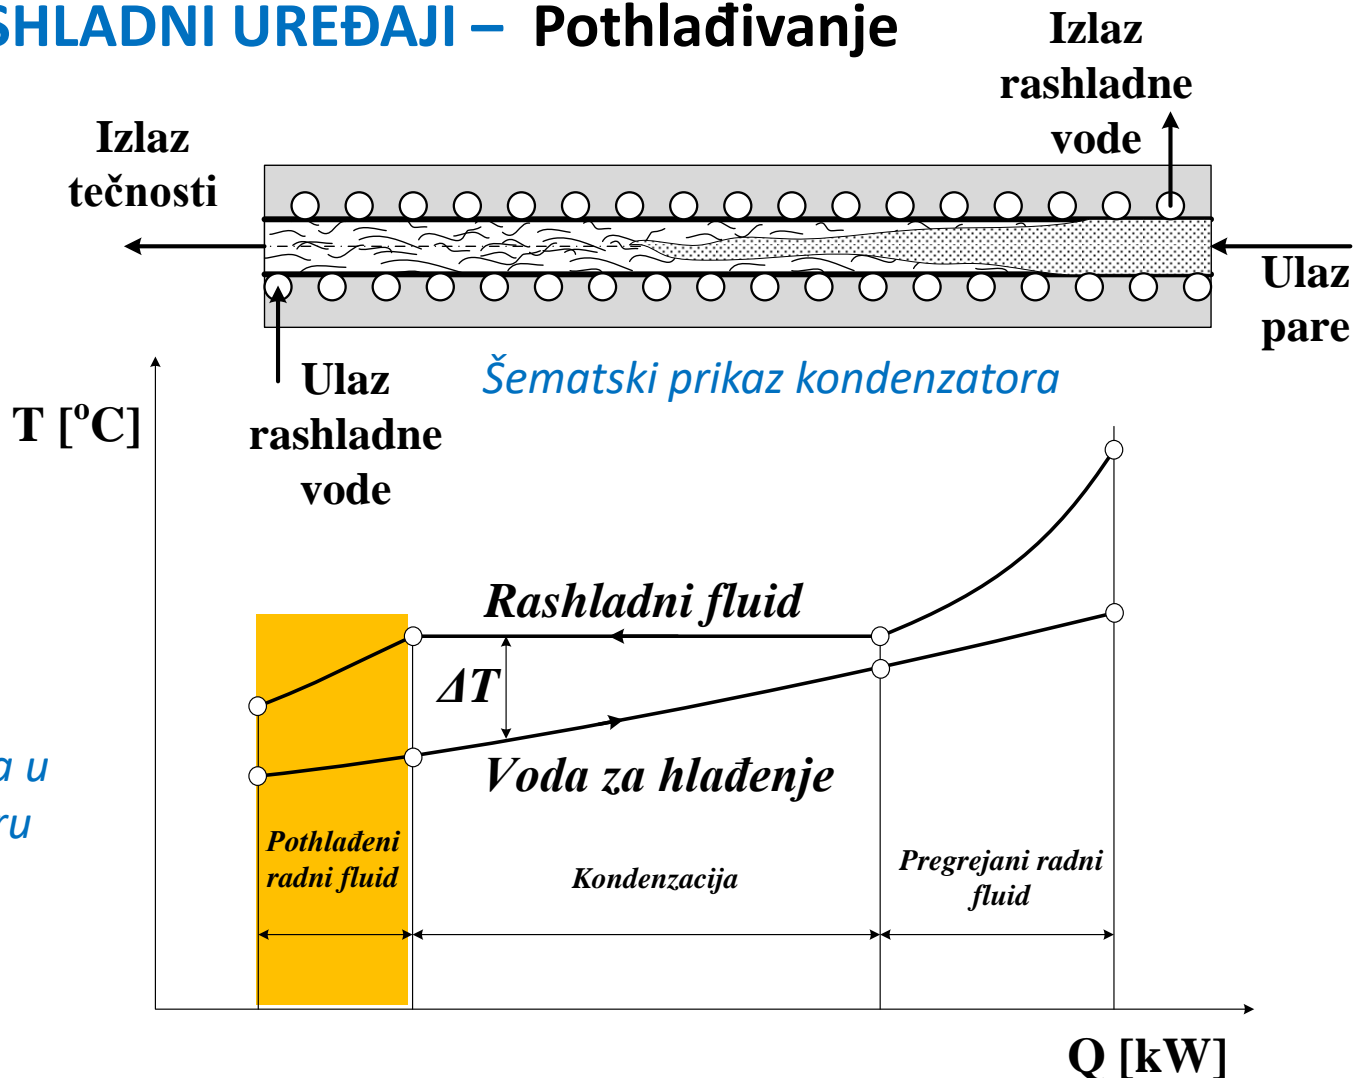 SHLADNI UREĐAJI – Pothlađivanje
Izlaz
rashladne
vode
Izlaz
tečnosti
Ulaz
pare
Ulaz
rashladne
vode
Šematski prikaz kondenzatora
T [°C]
Rashladni fluid
ΔT
Voda za hlađenje
a u
ru
Pothlađeni
radni fluid
Kondenzacija
Pregrejani radni
fluid
Q [kW]